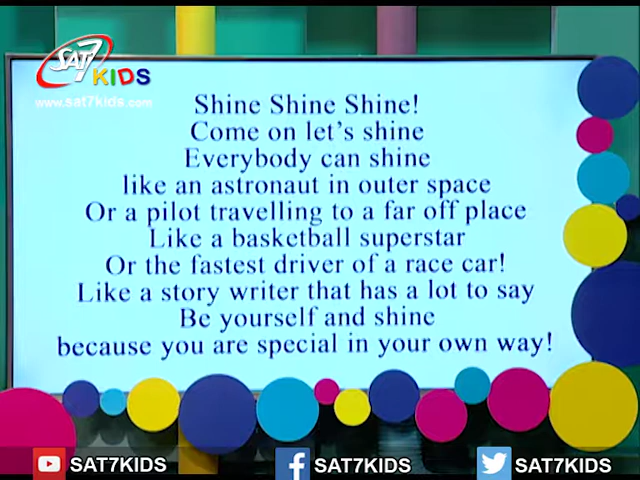 SAT7
KIDS
www.sat7kids.com
Shine Shine Shine!
Come on let's shine
Everybody can shine
like an astronaut in outer space
Or a pilot travelling to a far off place
Like a basketball superstar
Or the fastest driver of a race car!
Like a story writer that has a lot to say
Be yourself and shine
because you are special in your own way!
SAT7KIDS
SAT7KIDS
SAT7KIDS